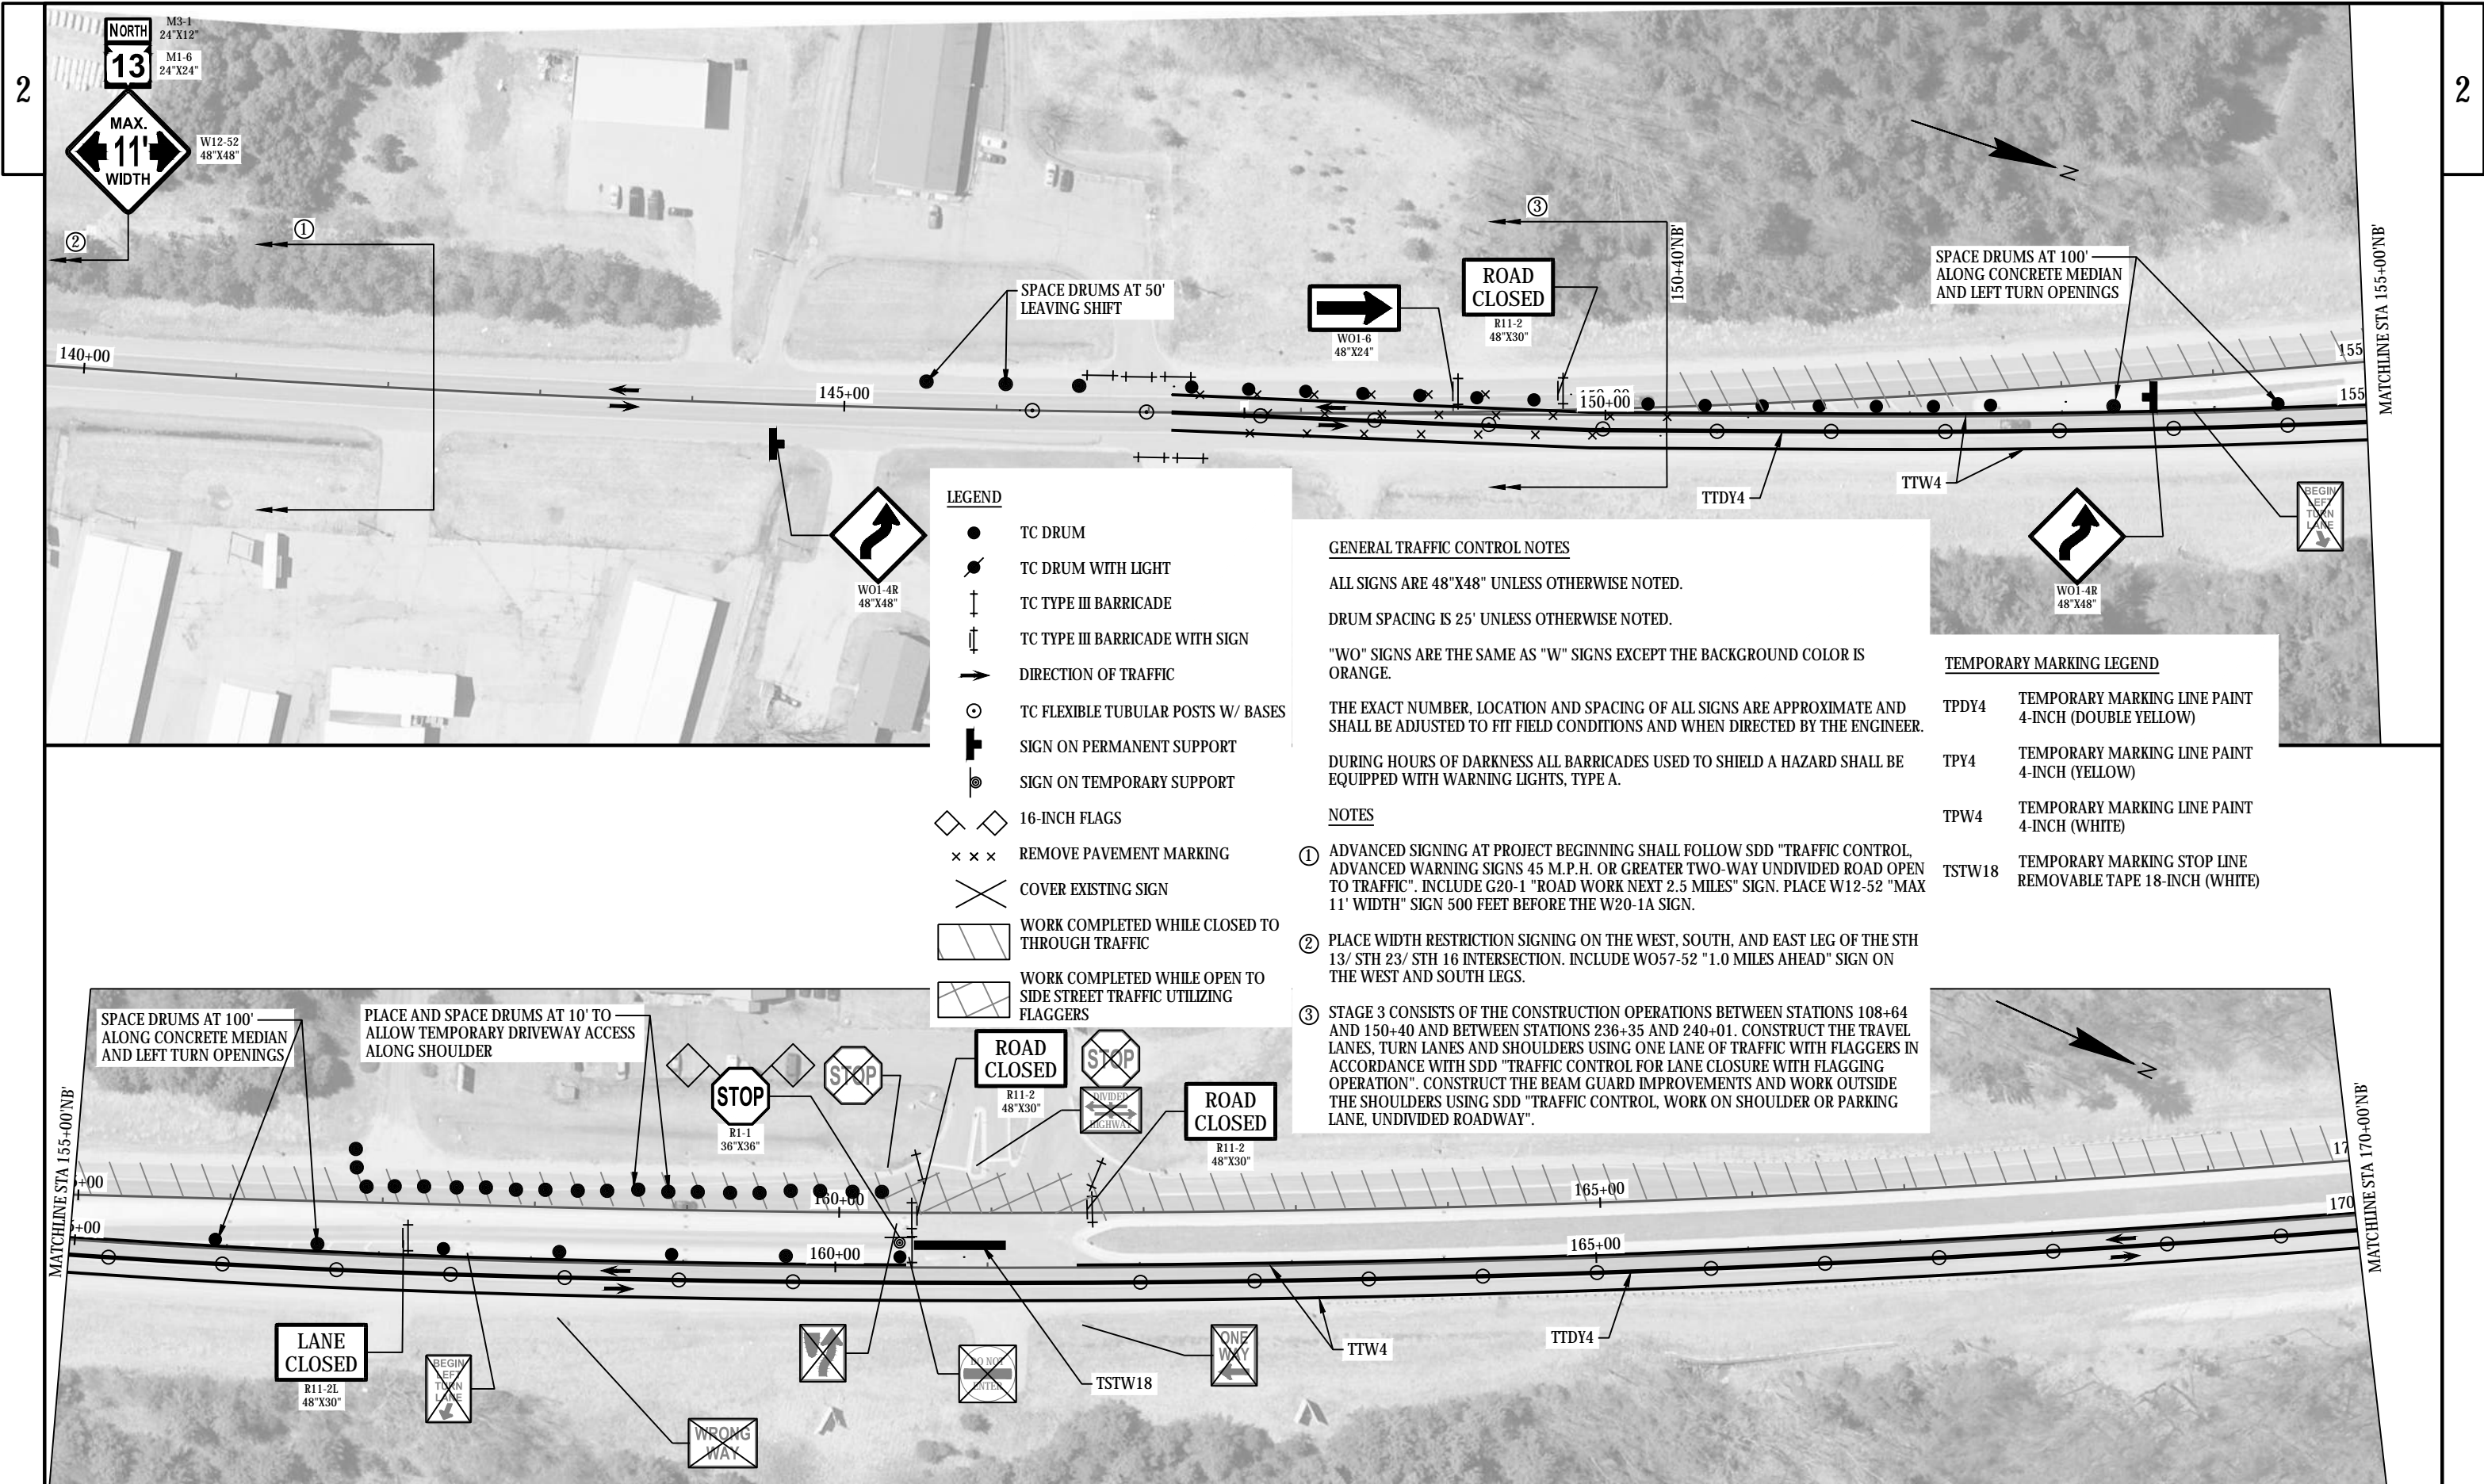 2
2
NORTH
M3-1
24"X12"
13
M1-6
24"X24"
MAX.
11'
WIDTH
W12-52
48"X48"
②
①
③
150+40'NB'
SPACE DRUMS AT 50'
LEAVING SHIFT
WO1-6
48"X24"
ROAD
CLOSED
R11-2
48"X30"
SPACE DRUMS AT 100'
ALONG CONCRETE MEDIAN
AND LEFT TURN OPENINGS
MATCHLINE STA 155+00'NB'
140+00
145+00
150+00
155
155
TTDY4
TTW4
BEGIN
LEFT
TURN
LANE
WO1-4R
48"X48"
WO1-4R
48"X48"
LEGEND
TC DRUM
TC DRUM WITH LIGHT
TC TYPE III BARRICADE
TC TYPE III BARRICADE WITH SIGN
DIRECTION OF TRAFFIC
TC FLEXIBLE TUBULAR POSTS W/ BASES
SIGN ON PERMANENT SUPPORT
SIGN ON TEMPORARY SUPPORT
16-INCH FLAGS
REMOVE PAVEMENT MARKING
COVER EXISTING SIGN
WORK COMPLETED WHILE CLOSED TO
THROUGH TRAFFIC
WORK COMPLETED WHILE OPEN TO
SIDE STREET TRAFFIC UTILIZING
FLAGGERS
GENERAL TRAFFIC CONTROL NOTES
ALL SIGNS ARE 48"X48" UNLESS OTHERWISE NOTED.
DRUM SPACING IS 25' UNLESS OTHERWISE NOTED.
"WO" SIGNS ARE THE SAME AS "W" SIGNS EXCEPT THE BACKGROUND COLOR IS
ORANGE.
THE EXACT NUMBER, LOCATION AND SPACING OF ALL SIGNS ARE APPROXIMATE AND
SHALL BE ADJUSTED TO FIT FIELD CONDITIONS AND WHEN DIRECTED BY THE ENGINEER.
DURING HOURS OF DARKNESS ALL BARRICADES USED TO SHIELD A HAZARD SHALL BE
EQUIPPED WITH WARNING LIGHTS, TYPE A.
NOTES
① ADVANCED SIGNING AT PROJECT BEGINNING SHALL FOLLOW SDD "TRAFFIC CONTROL,
ADVANCED WARNING SIGNS 45 M.P.H. OR GREATER TWO-WAY UNDIVIDED ROAD OPEN
TO TRAFFIC". INCLUDE G20-1 "ROAD WORK NEXT 2.5 MILES" SIGN. PLACE W12-52 "MAX
11' WIDTH" SIGN 500 FEET BEFORE THE W20-1A SIGN.
② PLACE WIDTH RESTRICTION SIGNING ON THE WEST, SOUTH, AND EAST LEG OF THE STH
13/ STH 23/ STH 16 INTERSECTION. INCLUDE WO57-52 "1.0 MILES AHEAD" SIGN ON
THE WEST AND SOUTH LEGS.
③ STAGE 3 CONSISTS OF THE CONSTRUCTION OPERATIONS BETWEEN STATIONS 108+64
AND 150+40 AND BETWEEN STATIONS 236+35 AND 240+01. CONSTRUCT THE TRAVEL
LANES, TURN LANES AND SHOULDERS USING ONE LANE OF TRAFFIC WITH FLAGGERS IN
ACCORDANCE WITH SDD "TRAFFIC CONTROL FOR LANE CLOSURE WITH FLAGGING
OPERATION". CONSTRUCT THE BEAM GUARD IMPROVEMENTS AND WORK OUTSIDE
THE SHOULDERS USING SDD "TRAFFIC CONTROL, WORK ON SHOULDER OR PARKING
LANE, UNDIVIDED ROADWAY".
TEMPORARY MARKING LEGEND
TPDY4 TEMPORARY MARKING LINE PAINT
4-INCH (DOUBLE YELLOW)
TPY4 TEMPORARY MARKING LINE PAINT
4-INCH (YELLOW)
TPW4 TEMPORARY MARKING LINE PAINT
4-INCH (WHITE)
TSTW18 TEMPORARY MARKING STOP LINE
REMOVABLE TAPE 18-INCH (WHITE)
SPACE DRUMS AT 100'
ALONG CONCRETE MEDIAN
AND LEFT TURN OPENINGS
PLACE AND SPACE DRUMS AT 10' TO
ALLOW TEMPORARY DRIVEWAY ACCESS
ALONG SHOULDER
STOP
R1-1
36"X36"
STOP
ROAD
CLOSED
R11-2
48"X30"
STOP
DIVIDED
HIGHWAY
ROAD
CLOSED
R11-2
48"X30"
N
N
MATCHLINE STA 155+00'NB'
+00
+00
160+00
160+00
165+00
165+00
17
170
MATCHLINE STA 170+00'NB'
LANE
CLOSED
R11-2L
48"X30"
BEGIN
LEFT
TURN
LANE
WRONG
WAY
DO NOT
ENTER
TSTW18
ONE
WAY
TTW4
TTDY4